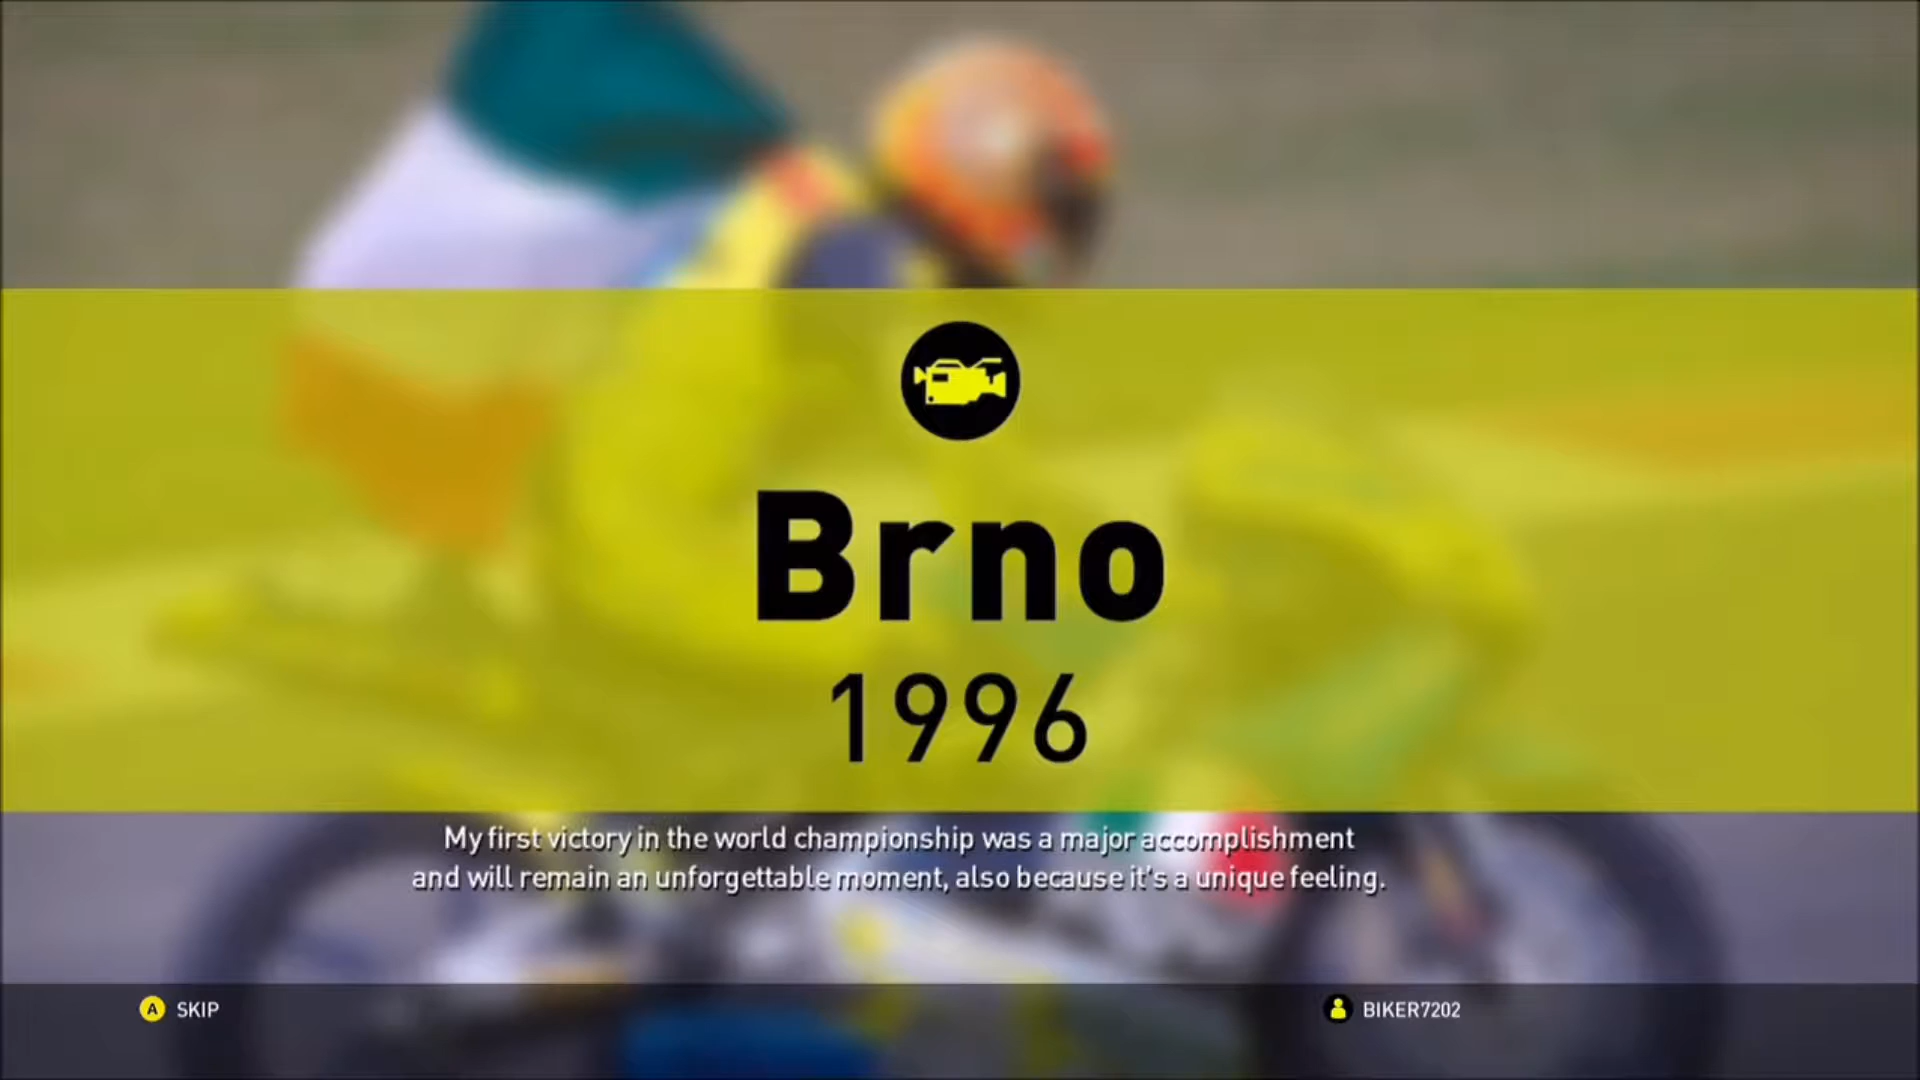 Brno
1996
My first victory in the world championship was a major accomplishment
and will remain an unforgettable moment, also because it's a unique feeling.
A SKIP
BIKER7202